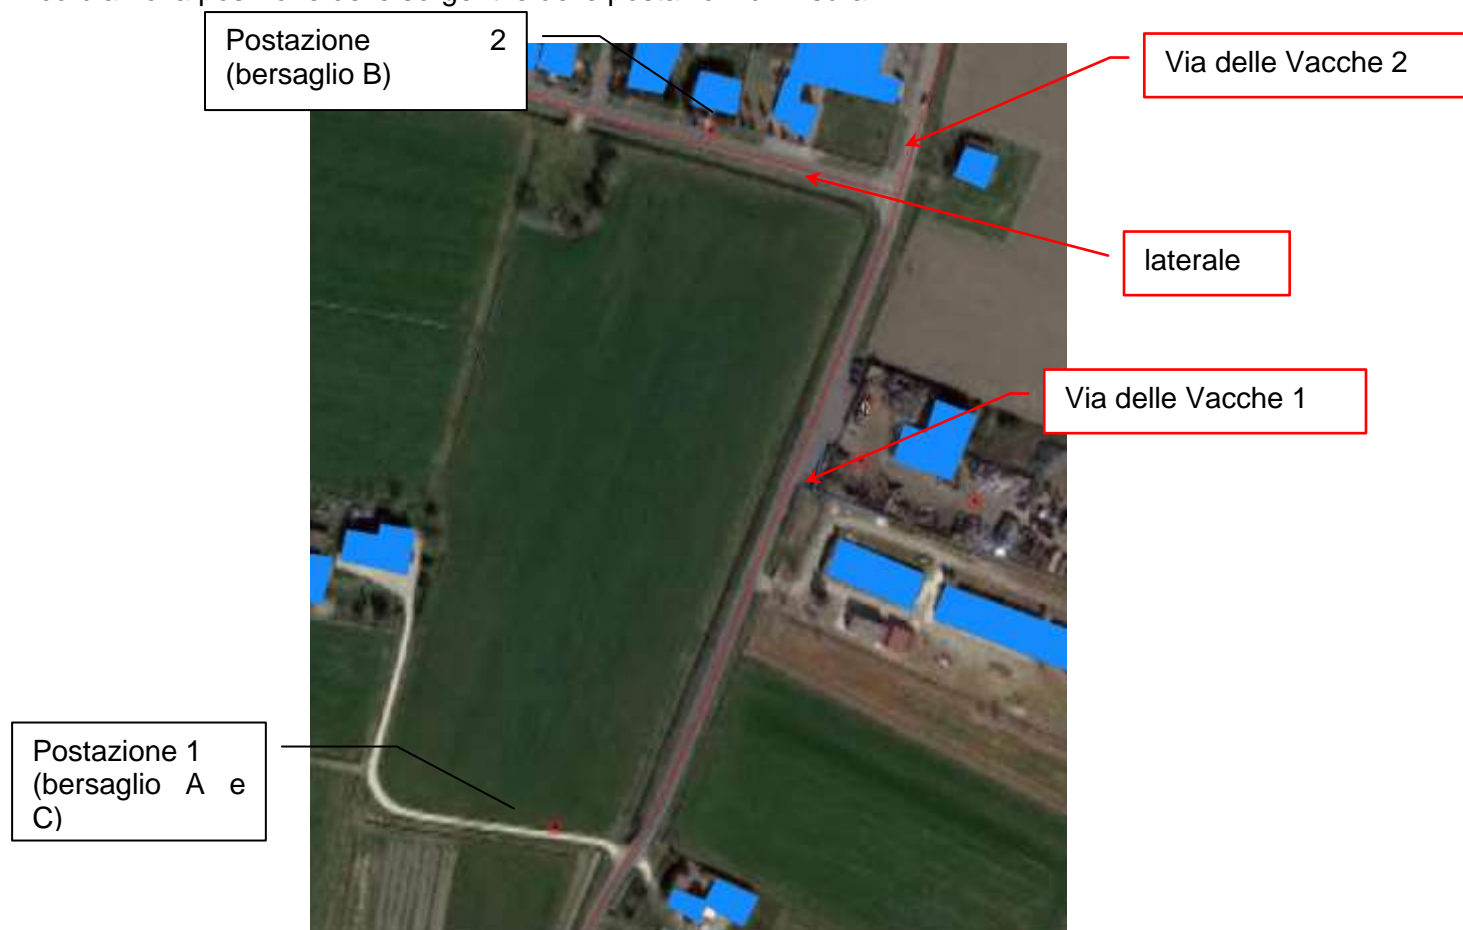 Postazione 2
(bersaglio B)
Via delle Vacche 2
laterale
Via delle Vacche 1
Postazione 1
(bersaglio A e
C)